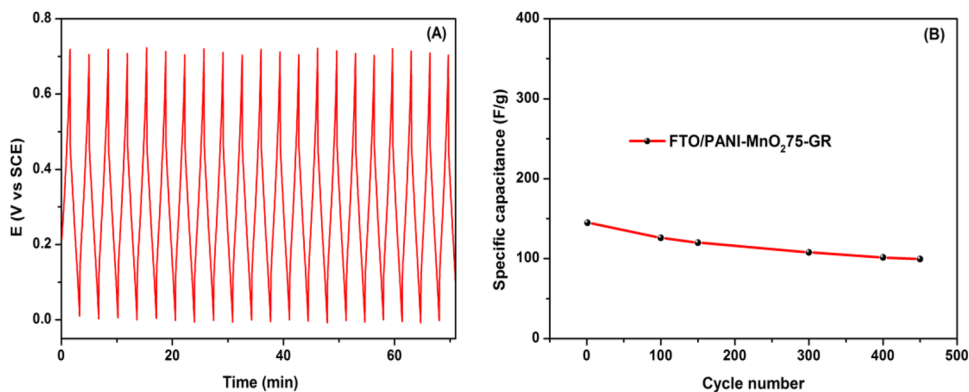 (A)
E (V vs SCE)
0.8
0.6
0.4
0.2
0.0
0
20
40
60
Time (min)
(B)
Specific capacitance (F/g)
400
300
200
100
0
FTO/PANI-MnO₂75-GR
0
100
200
300
400
500
Cycle number